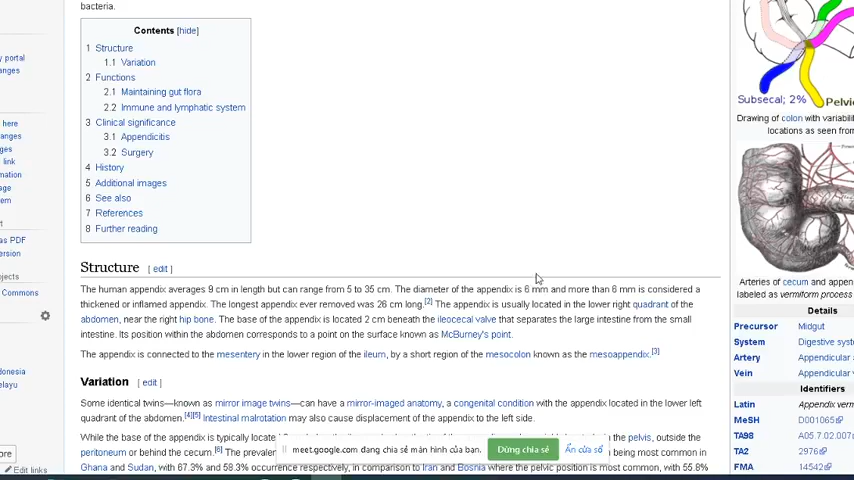 bacteria.
Contents [hide]
1 Structure
1.1 Variation
2 Functions
2.1 Maintaining gut flora
2.2 Immune and lymphatic system
3 Clinical significance
3.1 Appendicitis
3.2 Surgery
4 History
5 Additional images
6 See also
7 References
8 Further reading
Structure [ edit ]
The human appendix averages 9 cm in length but can range from 5 to 35 cm. The diameter of the appendix is 6 mm and more than 6 mm is considered a
thickened or inflamed appendix. The longest appendix ever removed was 26 cm long.[2] The appendix is usually located in the lower right quadrant of the
abdomen, near the right hip bone. The base of the appendix is located 2 cm beneath the ileocecal valve that separates the large intestine from the small
intestine. Its position within the abdomen corresponds to a point on the surface known as McBurney's point.
The appendix is connected to the mesentery in the lower region of the ileum, by a short region of the mesocolon known as the mesoappendix.[3]
Variation [ edit ]
Some identical twins—known as mirror image twins—can have a mirror-imaged anatomy, a congenital condition with the appendix located in the lower left
quadrant of the abdomen.[4][5] Intestinal malrotation may also cause displacement of the appendix to the left side.
While the base of the appendix is typically locate
the pelvis, outside the
peritoneum or behind the cecum.[6] The prevalen
being most common in
Ghana and Sudan, with 67.3% and 58.3% occurrence respectively, in comparison to Iran and Bosnia where the pelvic position is most common, with 55.8%
meet.google.com đang chia sẻ màn hình của bạn.
Dừng chia sẻ
Ẩn cửa sổ
y portal
anges
here
anges
ges
link
mation
age
em
t
as PDF
ersion
ojects
Commons
donesia
elayu
ore
Edit links
Subsecal; 2%
Pelvic
Drawing of colon with variabili
locations as seen from
Arteries of cecum and appen
labeled as vermiform process
Details
Precursor Midgut
System Digestive syste
Artery Appendicular a
Vein Appendicular v
Identifiers
Latin Appendix verm
MeSH D001065
TA98 A05.7.02.007
TA2 2976
FMA 14542